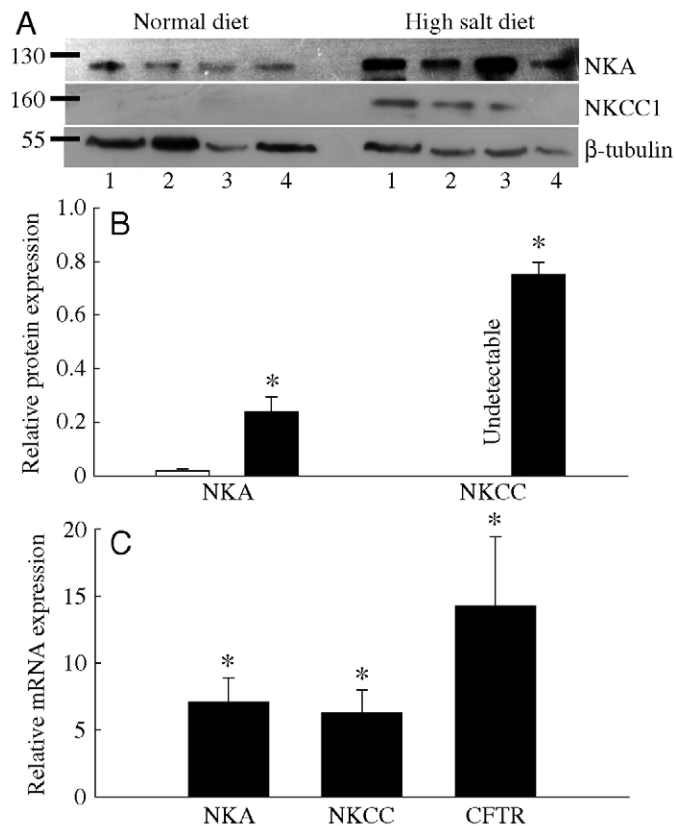 A
Normal diet
High salt diet
130
NKA
160
NKCC1
55
β-tubulin
1 2 3 4 1 2 3 4
B
Relative protein expression
1.0
0.8
0.6
0.4
0.2
0
*
*
Undetectable
NKA NKCC
C
Relative mRNA expression
20
15
10
5
0
*
*
*
NKA NKCC CFTR